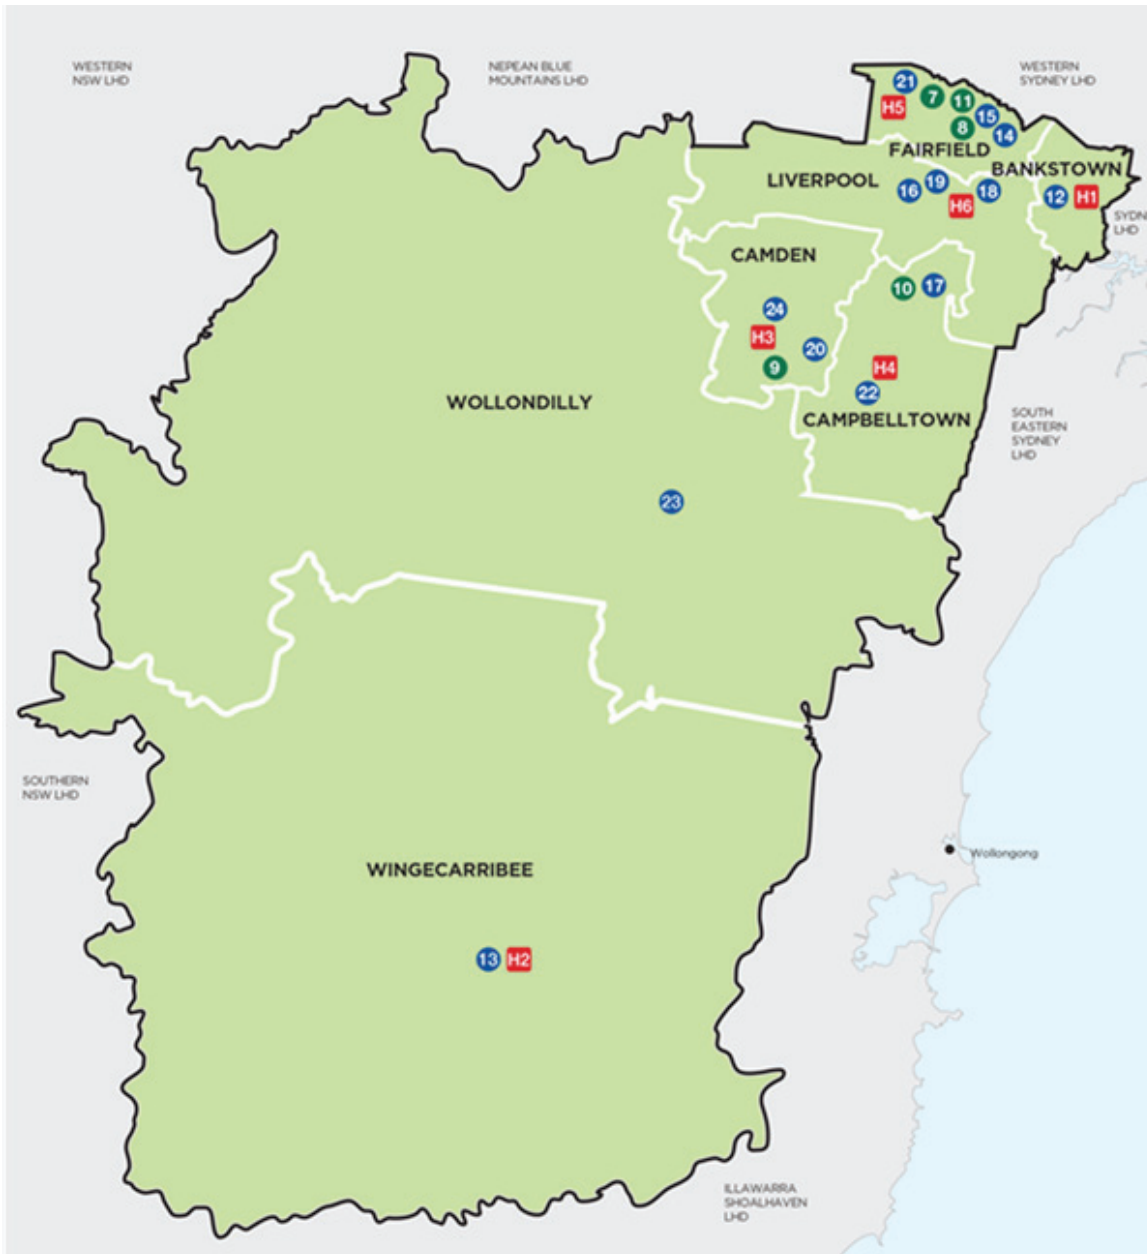 WESTERN
NSW LHD
NEPEAN BLUE
MOUNTAINS LHD
WESTERN
SYDNEY LHD
21
7
11
H5
15
8
14
FAIRFIELD
BANKSTOWN
LIVERPOOL
16
19
18
H6
12
H1
LHD
CAMDEN
10
17
24
H3
20
9
H4
22
WOLLONDILLY
CAMPBELLTOWN
SOUTH
EASTERN
SYDNEY
LHD
23
SOUTHERN
NSW LHD
Wollongong
WINGECARRIBEE
13
H2
ILLAWARRA
SHOALHAVEN
LHD